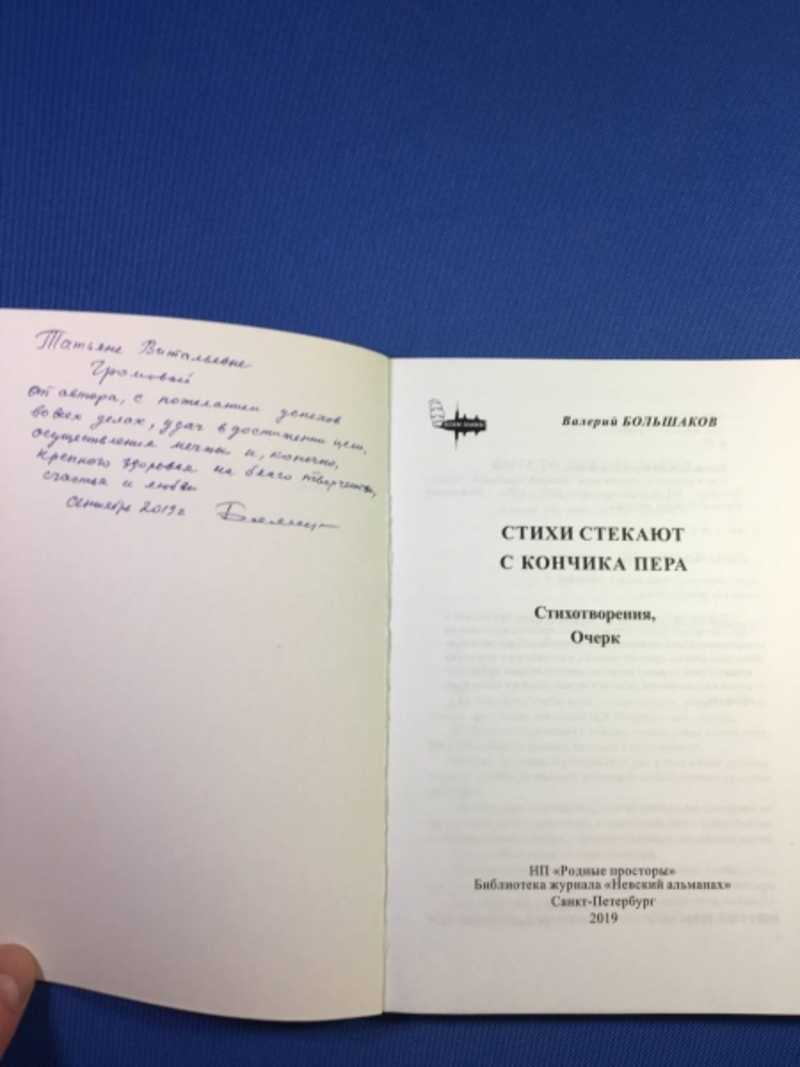 Татьяне Витальевне
Громовый
от автора, с пожеланием успехов
во всех делах, удач в достижении цели,
осуществления мечты и, конечно,
крепкого здоровья на благо творчества,
счастья и любви
Сентябрь 2019 г
Валерий БОЛЬШАКОВ
СТИХИ СТЕКАЮТ
С КОНЧИКА ПЕРА
Стихотворения,
Очерк
НП «Родные просторы»
Библиотека журнала «Невский альманах»
Санкт-Петербург
2019